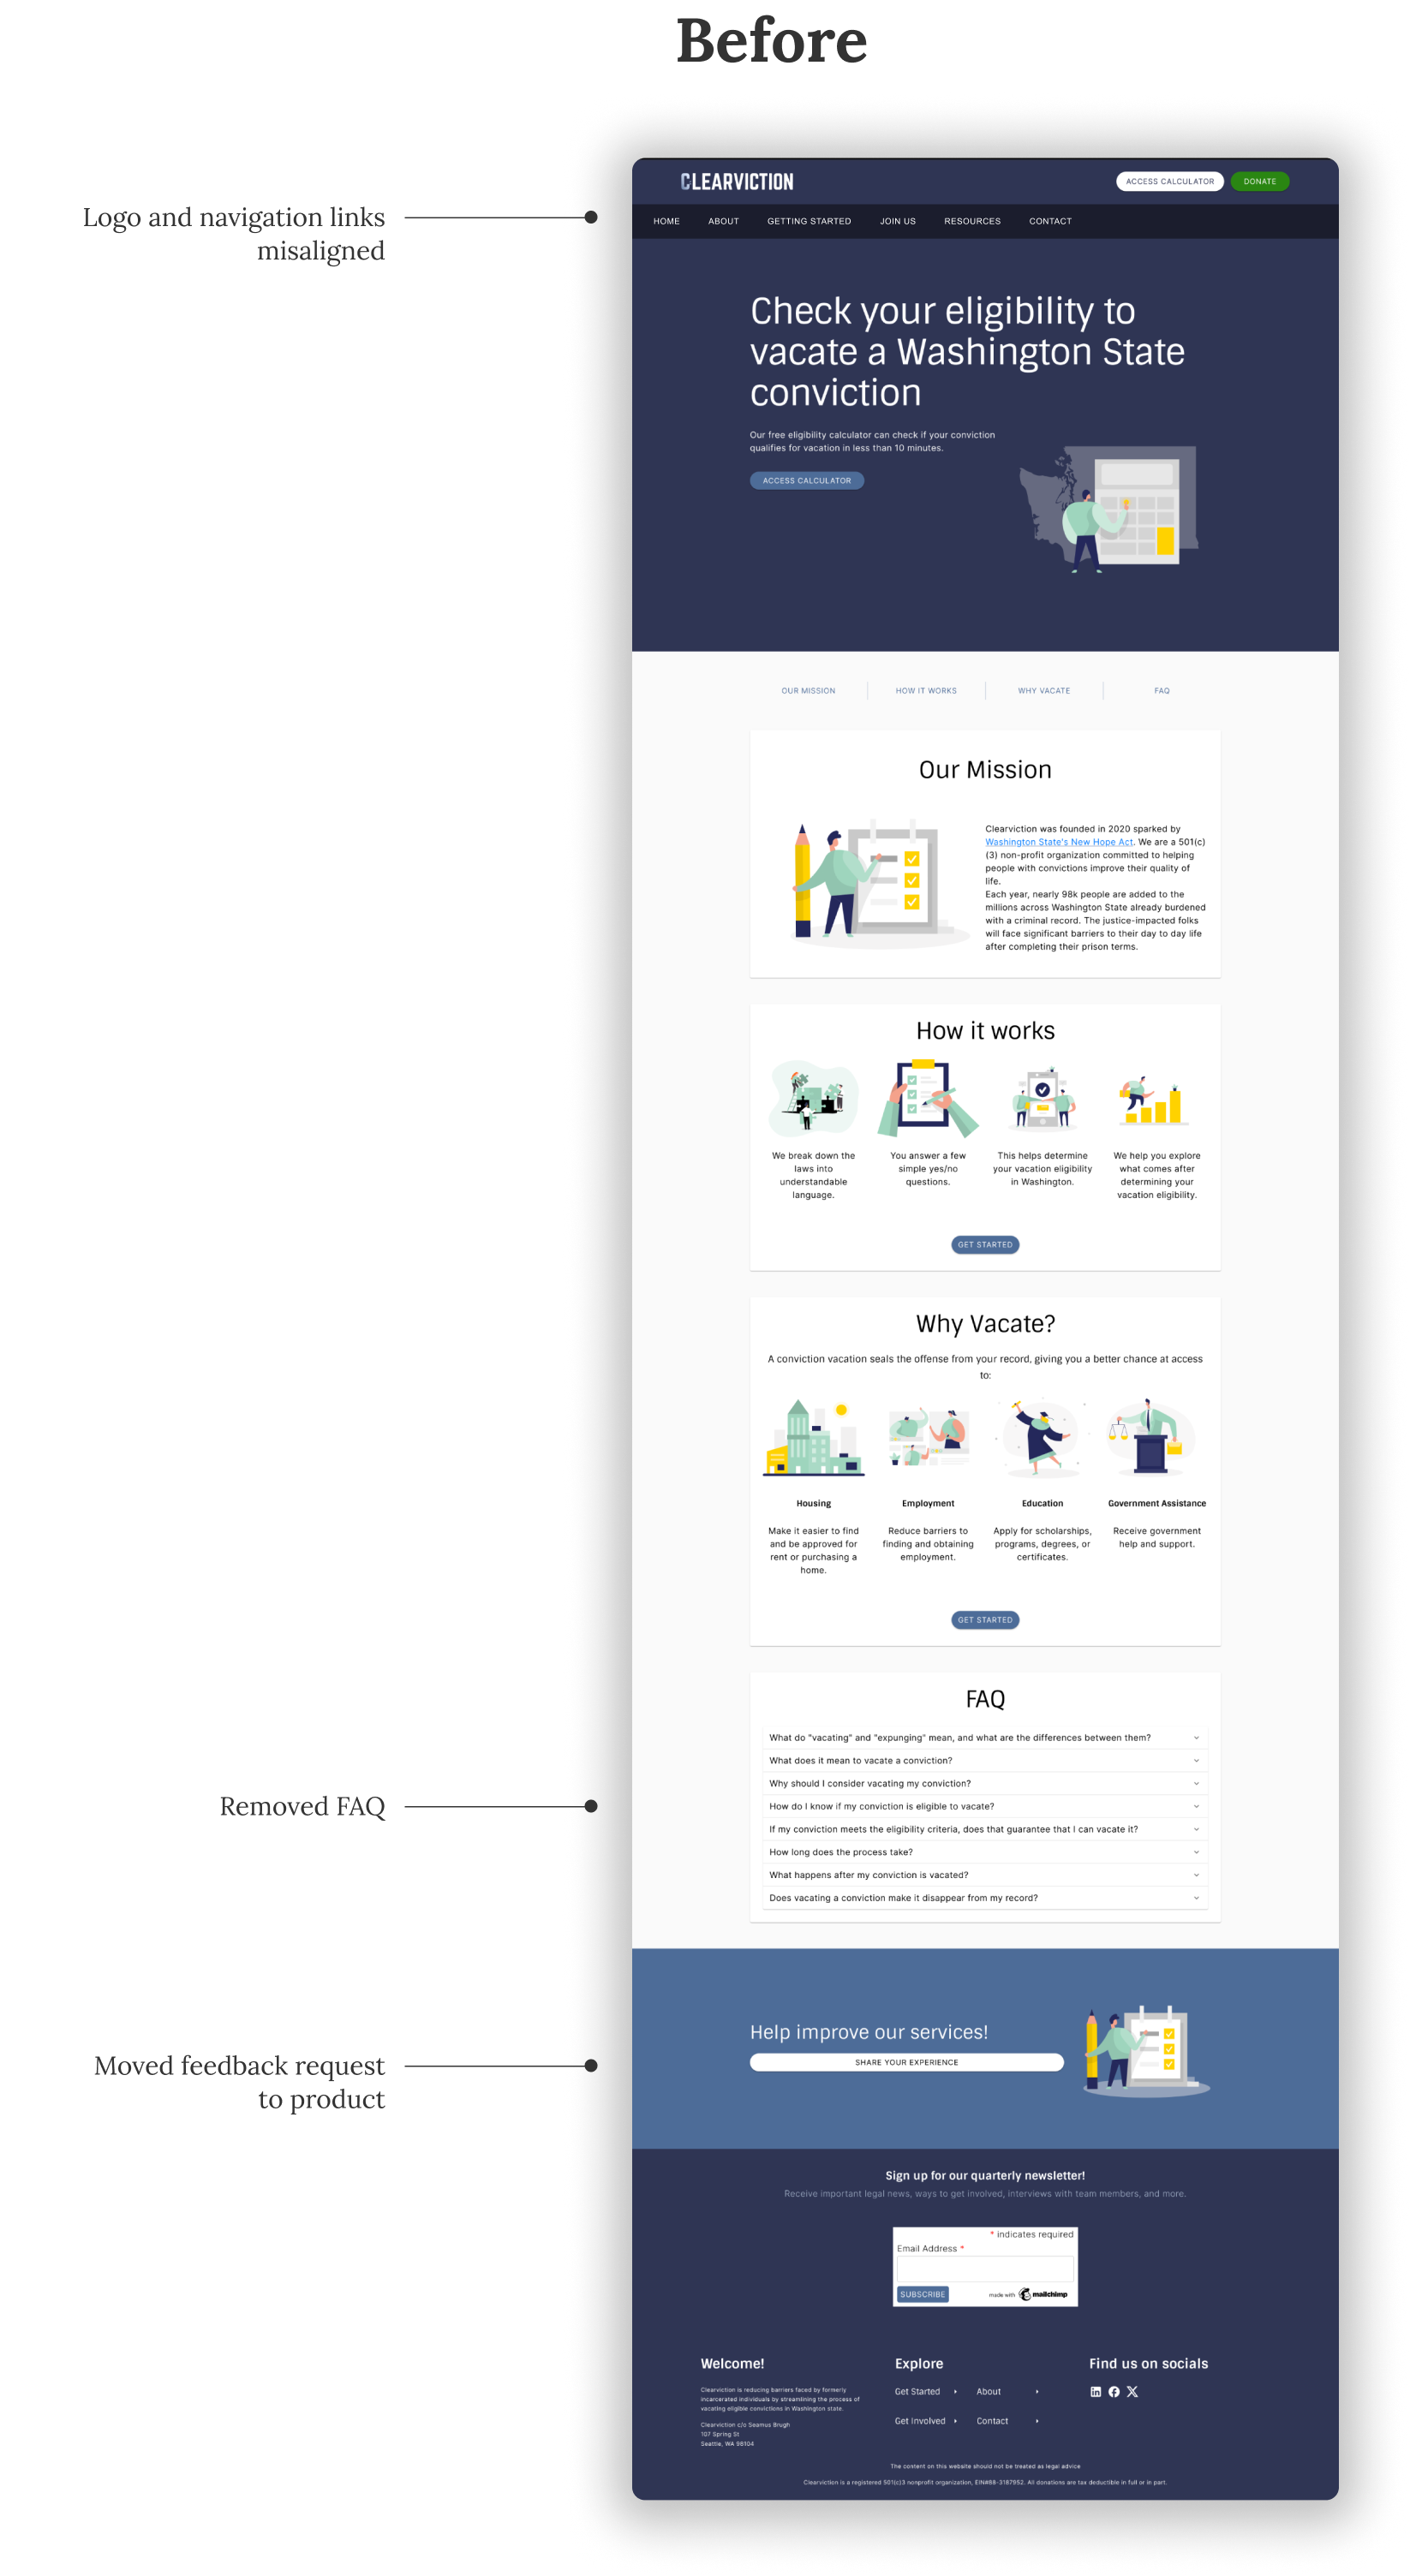 Before
Logo and navigation links
misaligned
CLEARVICTION
ACCESS CALCULATOR
DONATE
HOME
ABOUT
GETTING STARTED
JOIN US
RESOURCES
CONTACT
Check your eligibility to
vacate a Washington State
conviction
Our free eligibility calculator can check if your conviction
qualifies for vacation in less than 10 minutes.
ACCESS CALCULATOR
OUR MISSION
HOW IT WORKS
WHY VACATE
FAQ
Our Mission
Clearviction was founded in 2020 sparked by
Washington State's New Hope Act. We are a 501(c)
(3) non-profit organization committed to helping
people with convictions improve their quality of
life.
Each year, nearly 98k people are added to the
millions across Washington State already burdened
with a criminal record. The justice-impacted folks
will face significant barriers to their day to day life
after completing their prison terms.
How it works
We break down the
laws into
understandable
language.
You answer a few
simple yes/no
questions.
This helps determine
your vacation eligibility
in Washington.
We help you explore
what comes after
determining your
vacation eligibility.
GET STARTED
Why Vacate?
A conviction vacation seals the offense from your record, giving you a better chance at access
to:
Housing
Make it easier to find
and be approved for
rent or purchasing a
home.
Employment
Reduce barriers to
finding and obtaining
employment.
Education
Apply for scholarships,
programs, degrees, or
certificates.
Government Assistance
Receive government
help and support.
GET STARTED
Removed FAQ
FAQ
What do "vacating" and "expunging" mean, and what are the differences between them?
What does it mean to vacate a conviction?
Why should I consider vacating my conviction?
How do I know if my conviction is eligible to vacate?
If my conviction meets the eligibility criteria, does that guarantee that I can vacate it?
How long does the process take?
What happens after my conviction is vacated?
Does vacating a conviction make it disappear from my record?
Moved feedback request
to product
Help improve our services!
SHARE YOUR EXPERIENCE
Sign up for our quarterly newsletter!
Receive important legal news, ways to get involved, interviews with team members, and more.
* indicates required
Email Address *
SUBSCRIBE
made with mailchimp
Welcome!
Clearviction is reducing barriers faced by formerly
incarcerated individuals by streamlining the process of
vacating eligible convictions in Washington state.
Clearviction c/o Seamus Brugh
107 Spring St
Seattle, WA 98104
Explore
Get Started
About
Get Involved
Contact
Find us on socials
The content on this website should not be treated as legal advice
Clearviction is a registered 501(c)3 nonprofit organization, EIN#88-3187652. All donations are tax deductible in full or in part.